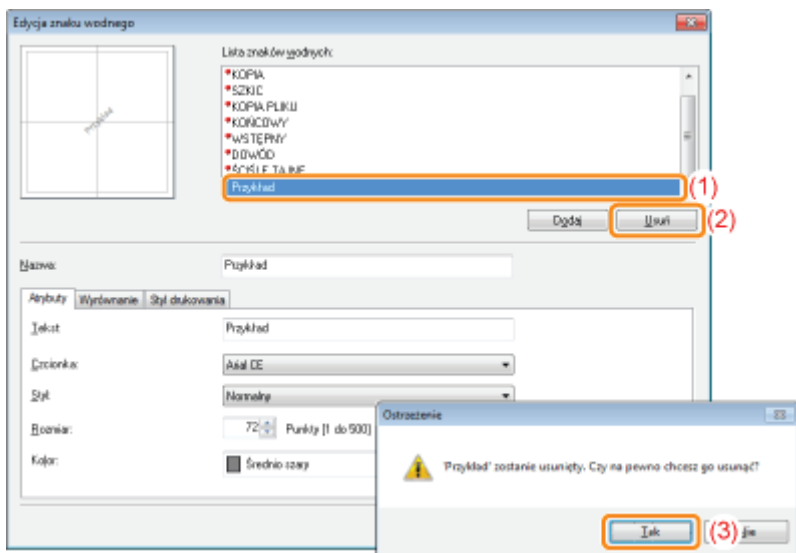 Edycja znaku wodnego
Lista znaków wodnych:
*KOPIA
*SZKIC
*KOPIA PLIKU
*KOŃCOWY
*WSTĘPNY
*DOWÓD
*ŚCIŚLE TAJNE
Przykład
Przykład (1)
Dodaj Usuń (2)
Nazwa: Przykład
Atrybuty Wyrównanie Styl drukowania
Tekst: Przykład
Czcionka: Arial CE
Styl: Normalny
Rozmiar: 72 Punkty [1 do 500]
Kolor: Średnio szary
Ostrzeżenie
'Przykład' zostanie usunięty. Czy na pewno chcesz go usunąć?
Tak (3)